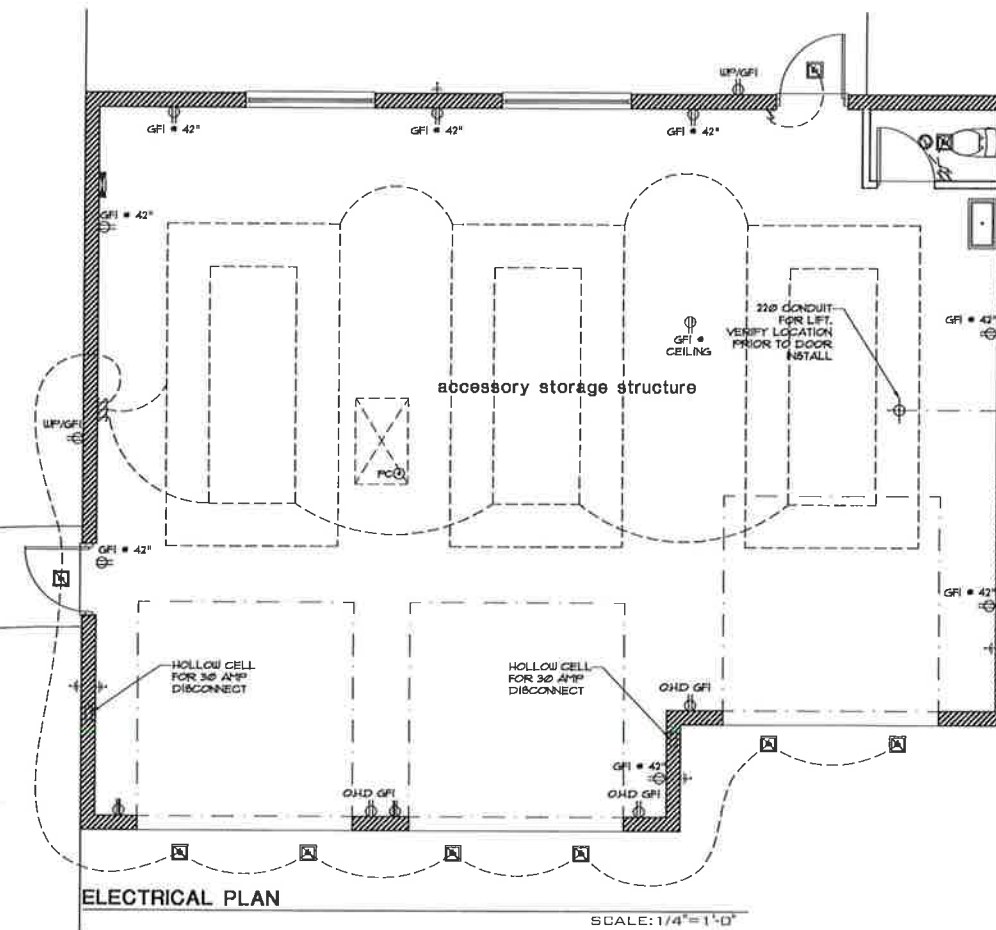 WP/GFI
GFI @ 42"
GFI @ 42"
GFI @ 42"
GFI @ 42"
220 CONDUIT
FOR LIFT.
VERIFY LOCATION
PRIOR TO DOOR
INSTALL
GFI @ 42"
GFI @
CEILING
accessory storage structure
WP/GFI
PC
GFI @ 42"
GFI @ 42"
HOLLOW CELL
FOR 30 AMP
DISCONNECT
HOLLOW CELL
FOR 30 AMP
DISCONNECT
O.H.D GFI
GFI @ 42"
O.H.D GFI
O.H.D GFI
ELECTRICAL PLAN
SCALE: 1/4"=1'-0"